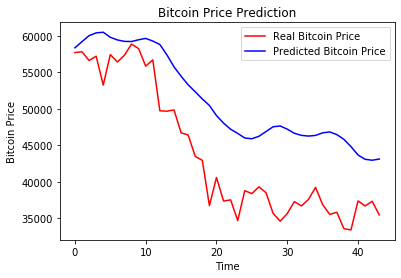 Bitcoin Price Prediction
Real Bitcoin Price
Predicted Bitcoin Price
Bitcoin Price
60000
55000
50000
45000
40000
35000
0
10
20
30
40
Time